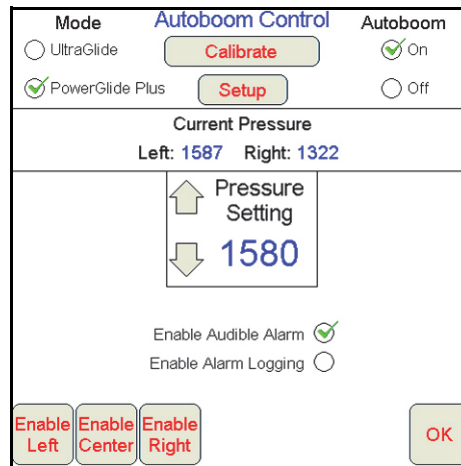 Mode Autoboom Control Autoboom
UltraGlide Calibrate On
PowerGlide Plus Setup Off
Current Pressure
Left: 1587 Right: 1322
Pressure
Setting
1580
Enable Audible Alarm
Enable Alarm Logging
Enable Left
Enable Center
Enable Right
OK